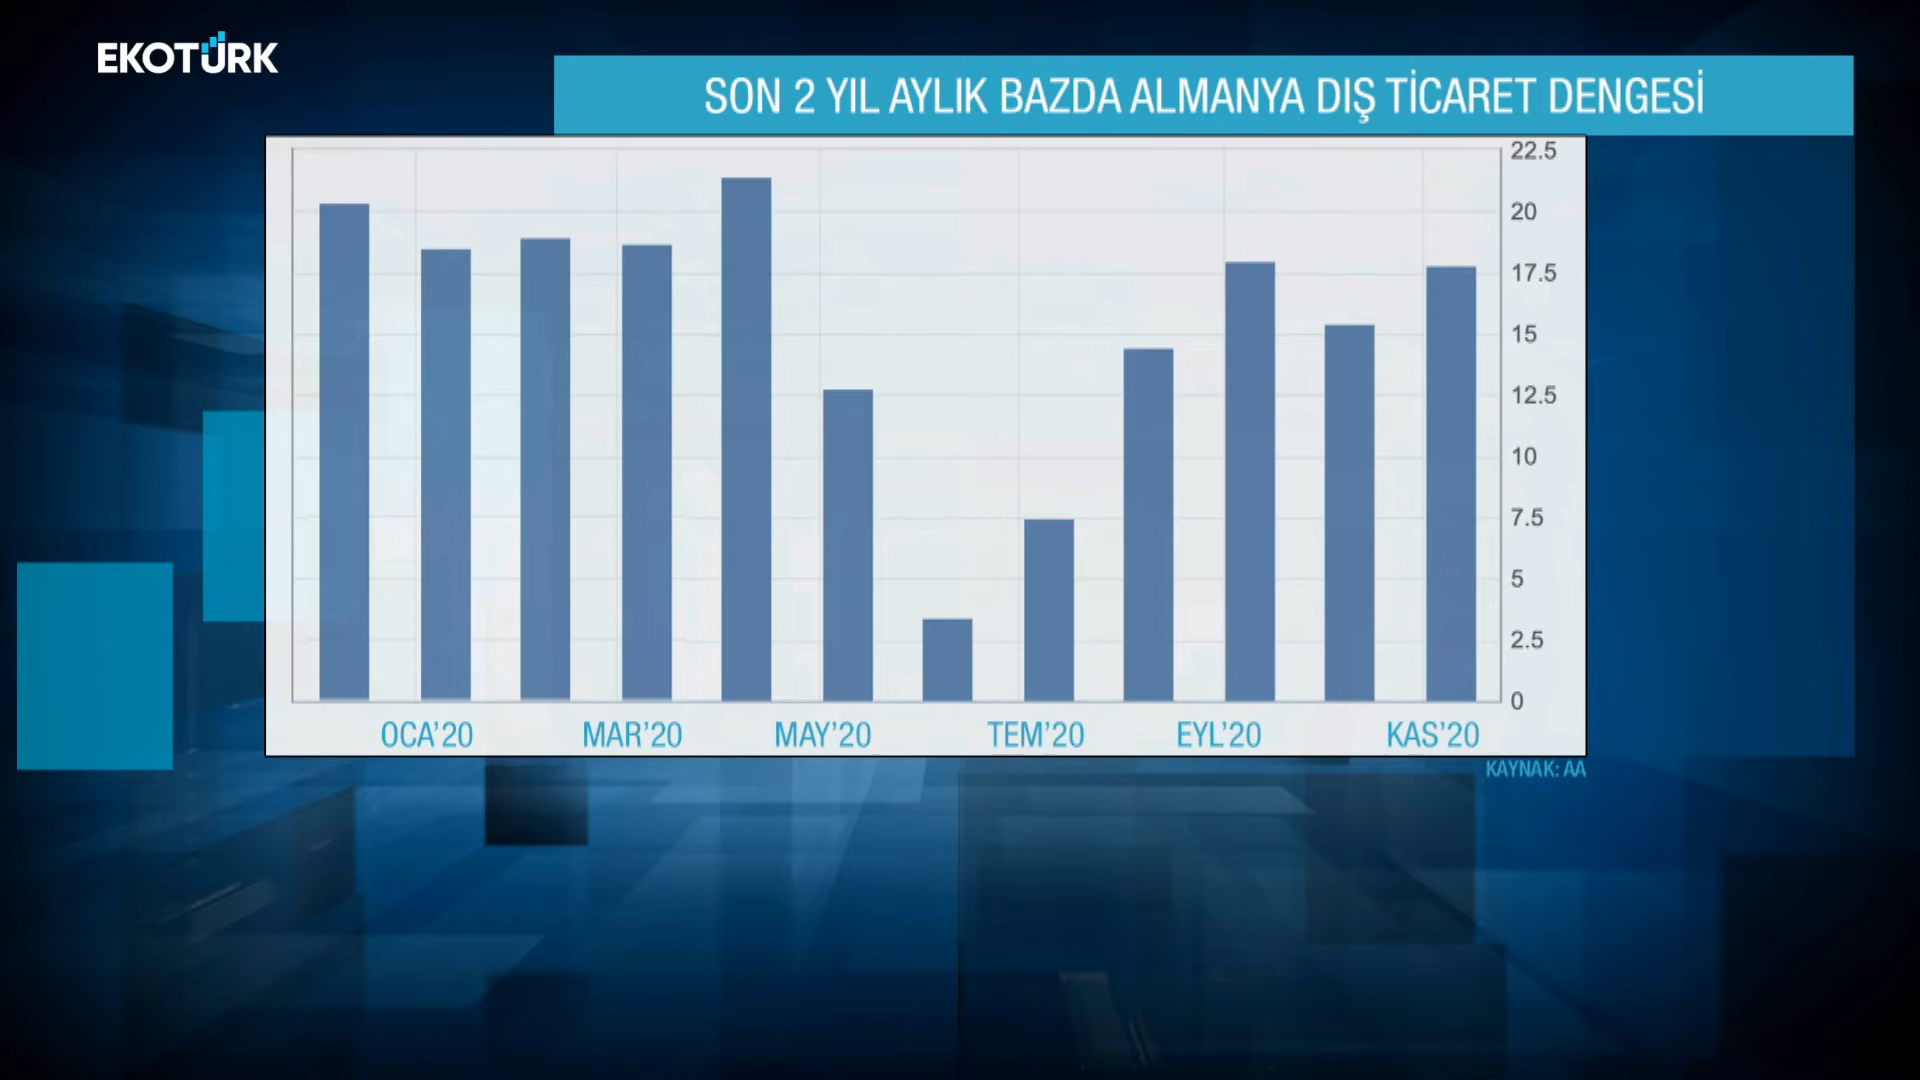 EKOTÜRK
SON 2 YIL AYLIK BAZDA ALMANYA DIŞ TİCARET DENGESİ
22.5
20
17.5
15
12.5
10
7.5
5
2.5
0
OCA'20 MAR'20 MAY'20 TEM'20 EYL'20 KAS'20
KAYNAK: AA